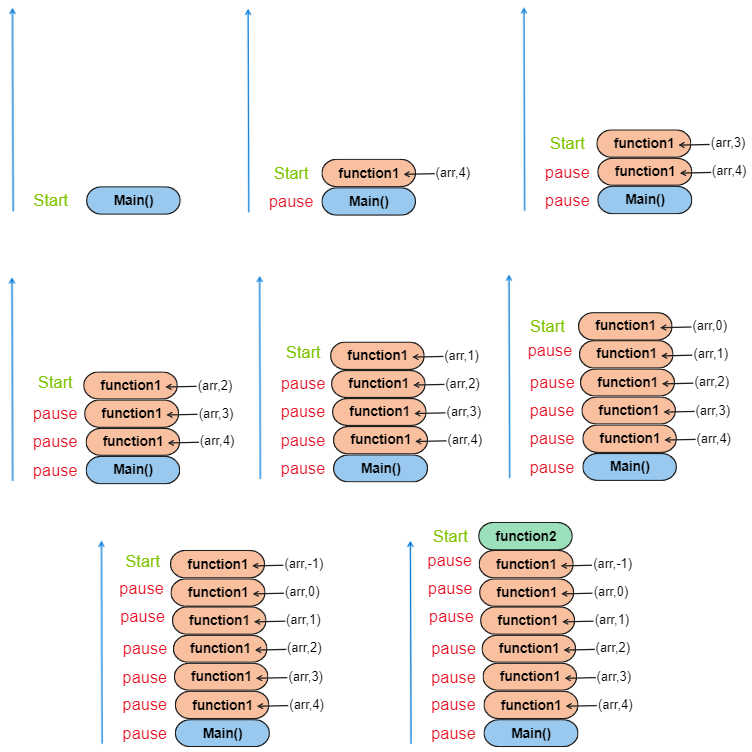 Start Main()
Start function1 (arr,4)
pause Main()
Start function1 (arr,3)
pause function1 (arr,4)
pause Main()
Start function1 (arr,2)
pause function1 (arr,3)
pause function1 (arr,4)
pause Main()
Start function1 (arr,1)
pause function1 (arr,2)
pause function1 (arr,3)
pause function1 (arr,4)
pause Main()
Start function1 (arr,0)
pause function1 (arr,1)
pause function1 (arr,2)
pause function1 (arr,3)
pause function1 (arr,4)
pause Main()
Start function1 (arr,-1)
pause function1 (arr,0)
pause function1 (arr,1)
pause function1 (arr,2)
pause function1 (arr,3)
pause function1 (arr,4)
pause Main()
Start function2
pause function1 (arr,-1)
pause function1 (arr,0)
pause function1 (arr,1)
pause function1 (arr,2)
pause function1 (arr,3)
pause function1 (arr,4)
pause Main()